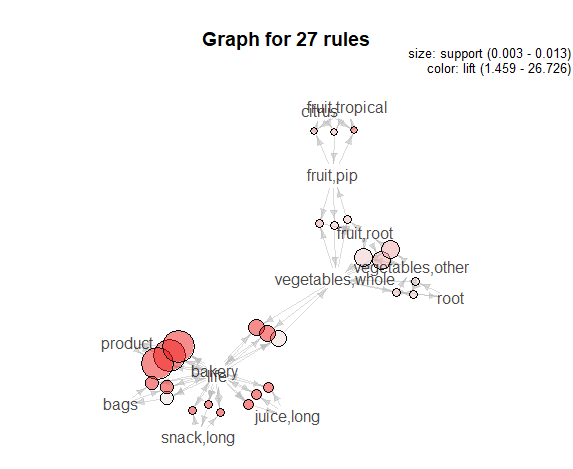 Graph for 27 rules
size: support (0.003 - 0.013)
color: lift (1.459 - 26.726)
fruit,tropical
citrus
fruit,pip
fruit,root
vegetables,other
vegetables,whole
root
product
bakery
life
bags
juice,long
snack,long